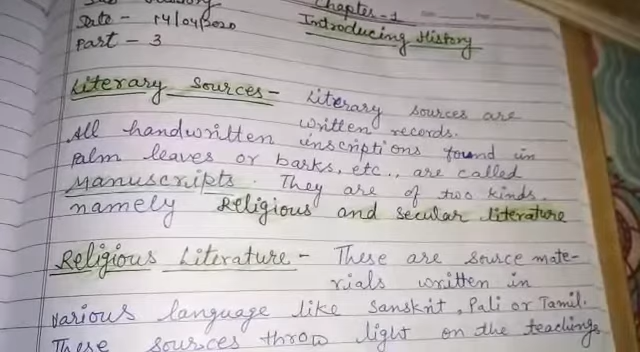 Chapter-1
Date - 14/04/2020
Introducing History
Part - 3
Literary Sources - Literary sources are
written records.
All handwritten inscriptions found in
Palm leaves or barks, etc., are called
Manuscripts. They are of two kinds.
namely Religious and secular literature
Religious Literature - These are source mate-
rials written in
various language like Sanskrit, Pali or Tamil.
These sources throw light on the teachings